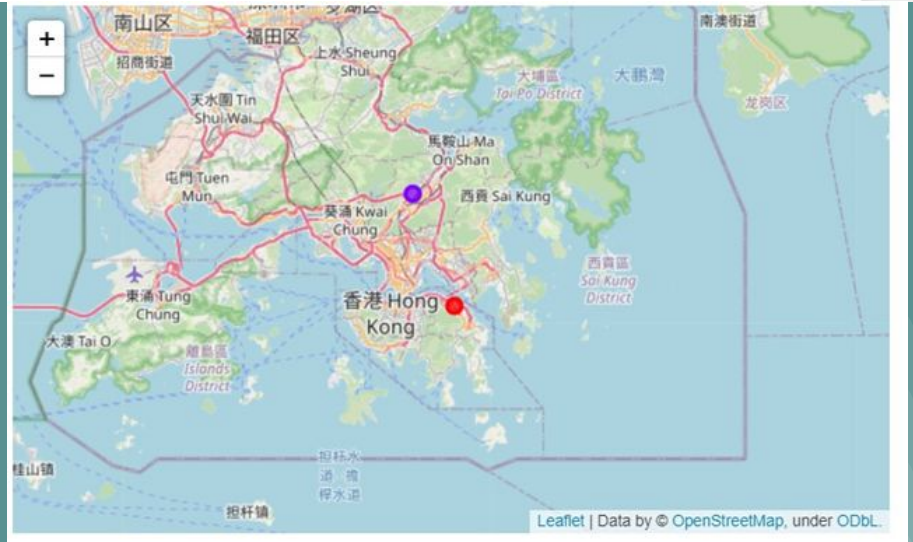 南山区
福田区
南澳街道
+
−
招商街道
上水 Sheung
Shui
大埔區
Tai Po District
大鵬灣
龙岗区
天水圍 Tin
Shui Wai
馬鞍山 Ma
On Shan
屯門 Tuen
Mun
西貢 Sai Kung
葵涌 Kwai
Chung
西貢區
Sai Kung
District
東涌 Tung
Chung
香港 Hong
Kong
大澳 Tai O
離島區
Islands
District
担杆水
道 擔
桿水道
桂山镇
担杆镇
Leaflet | Data by © OpenStreetMap, under ODbL.